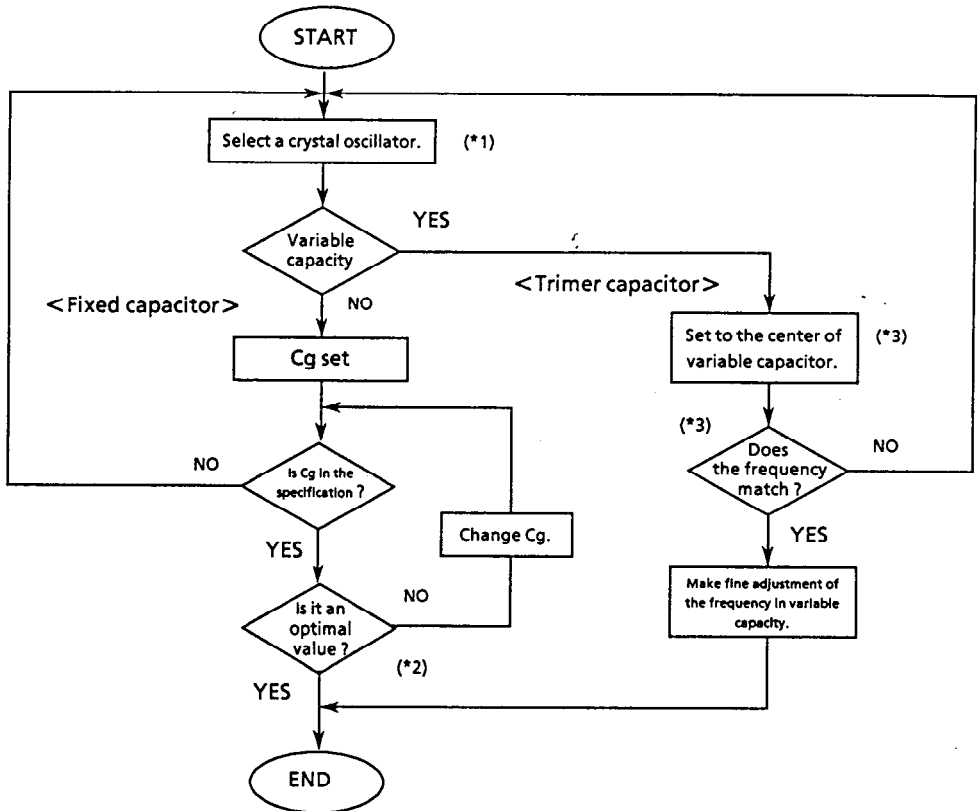 START
Select a crystal oscillator.
(*1)
YES
Variable
capacity
<Fixed capacitor>
NO
<Trimer capacitor>
Cg set
Set to the center of
variable capacitor.
(*3)
(*3)
NO
Is Cg in the
specification ?
Does
the frequency
match ?
NO
YES
Change Cg.
YES
Is it an
optimal
value ?
NO
(*2)
Make fine adjustment of
the frequency in variable
capacity.
YES
END